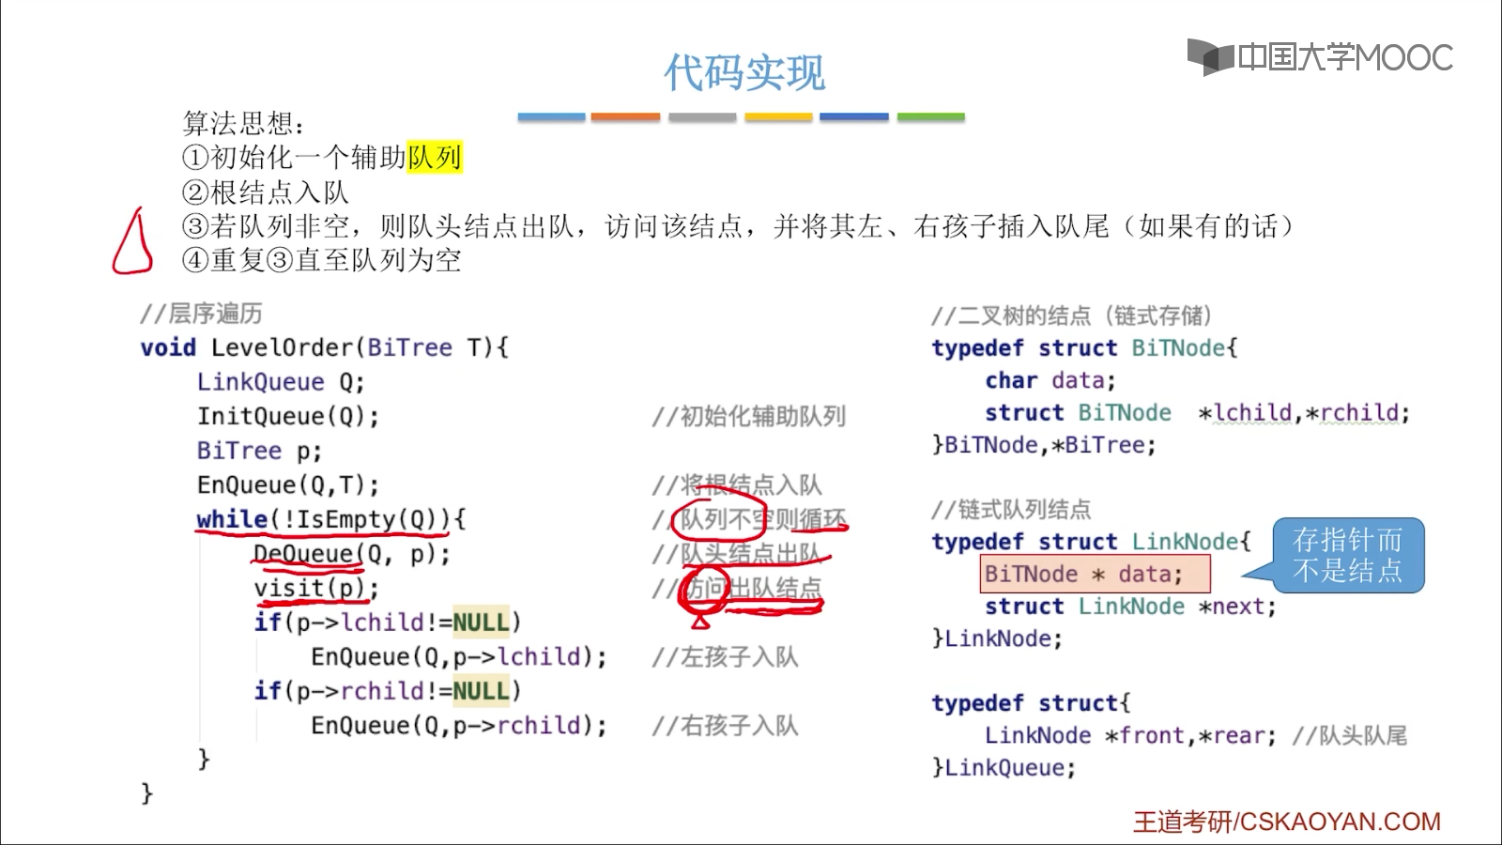 中国大学MOOC
代码实现
算法思想：
①初始化一个辅助队列
②根结点入队
③若队列非空，则队头结点出队，访问该结点，并将其左、右孩子插入队尾（如果有的话）
④重复③直至队列为空
//层序遍历
void LevelOrder(BiTree T){
    LinkQueue Q;
    InitQueue(Q);                   //初始化辅助队列
    BiTree p;
    EnQueue(Q,T);                   //将根结点入队
    while(!IsEmpty(Q)){             //队列不空则循环
        DeQueue(Q, p);              //队头结点出队
        visit(p);                   //访问出队结点
        if(p->lchild!=NULL)
            EnQueue(Q,p->lchild);   //左孩子入队
        if(p->rchild!=NULL)
            EnQueue(Q,p->rchild);   //右孩子入队
    }
}
//二叉树的结点（链式存储）
typedef struct BiTNode{
    char data;
    struct BiTNode  *lchild,*rchild;
}BiTNode,*BiTree;
//链式队列结点
typedef struct LinkNode{
    BiTNode * data;
    struct LinkNode *next;
}LinkNode;
存指针而
不是结点
typedef struct{
    LinkNode *front,*rear; //队头队尾
}LinkQueue;
王道考研/CSKAOYAN.COM